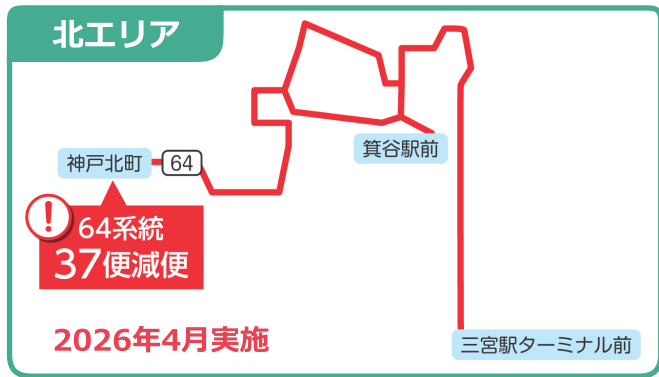 北エリア
神戸北町
64
箕谷駅前
!
64系統
37便減便
2026年4月実施
三宮駅ターミナル前